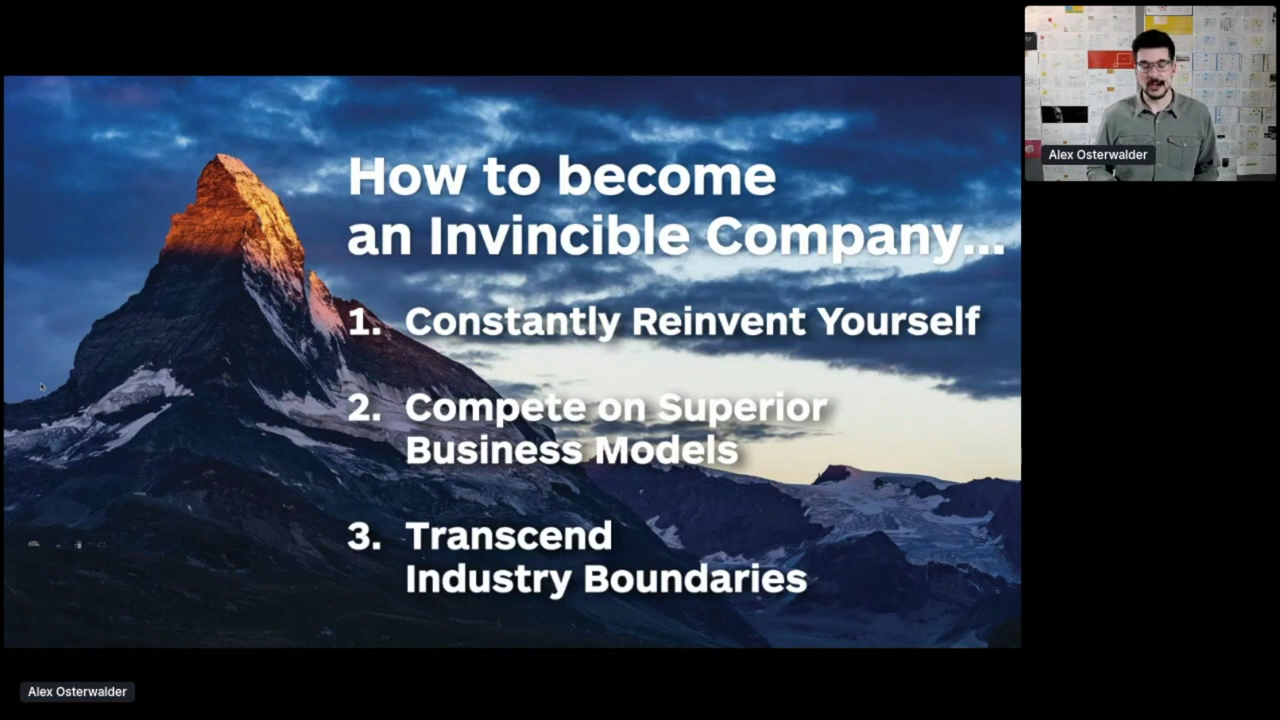 Alex Osterwalder
How to become
an Invincible Company...
1. Constantly Reinvent Yourself
2. Compete on Superior
Business Models
3. Transcend
Industry Boundaries
Alex Osterwalder